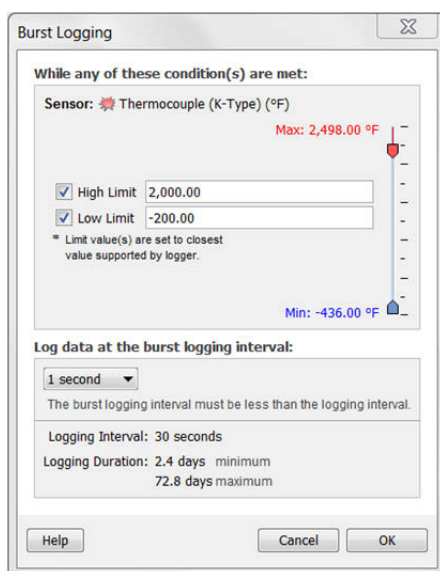 Burst Logging
While any of these condition(s) are met:
Sensor: Thermocouple (K-Type) (°F)
Max: 2,498.00 °F
High Limit 2,000.00
Low Limit -200.00
* Limit value(s) are set to closest
value supported by logger.
Min: -436.00 °F
Log data at the burst logging interval:
1 second
The burst logging interval must be less than the logging interval.
Logging Interval: 30 seconds
Logging Duration: 2.4 days minimum
72.8 days maximum
Help Cancel OK